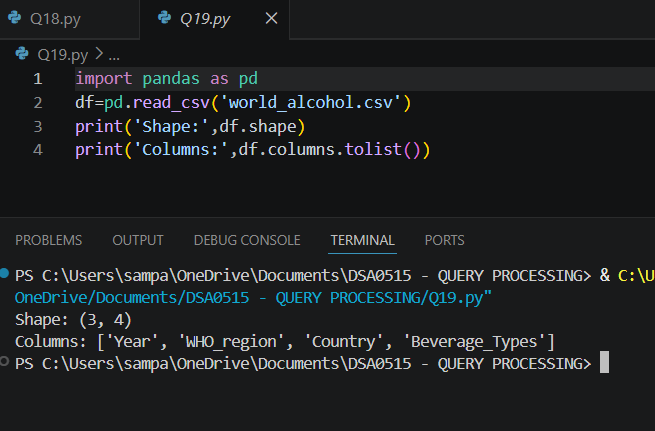 Q18.py
Q19.py
Q19.py > ...
1 import pandas as pd
2 df=pd.read_csv('world_alcohol.csv')
3 print('Shape:',df.shape)
4 print('Columns:',df.columns.tolist())
PROBLEMS OUTPUT DEBUG CONSOLE TERMINAL PORTS
PS C:\Users\sampa\OneDrive\Documents\DSA0515 - QUERY PROCESSING> & C:\U
OneDrive/Documents/DSA0515 - QUERY PROCESSING/Q19.py"
Shape: (3, 4)
Columns: ['Year', 'WHO_region', 'Country', 'Beverage_Types']
PS C:\Users\sampa\OneDrive\Documents\DSA0515 - QUERY PROCESSING>